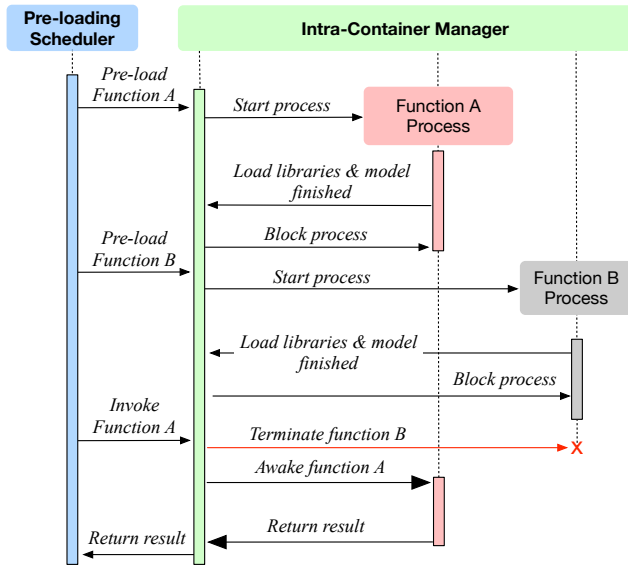 Pre-loading
Scheduler
Intra-Container Manager
Pre-load
Function A
Start process
Function A
Process
Load libraries & model
finished
Block process
Pre-load
Function B
Start process
Function B
Process
Load libraries & model
finished
Block process
Invoke
Function A
Terminate function B
X
Awake function A
Return result
Return result